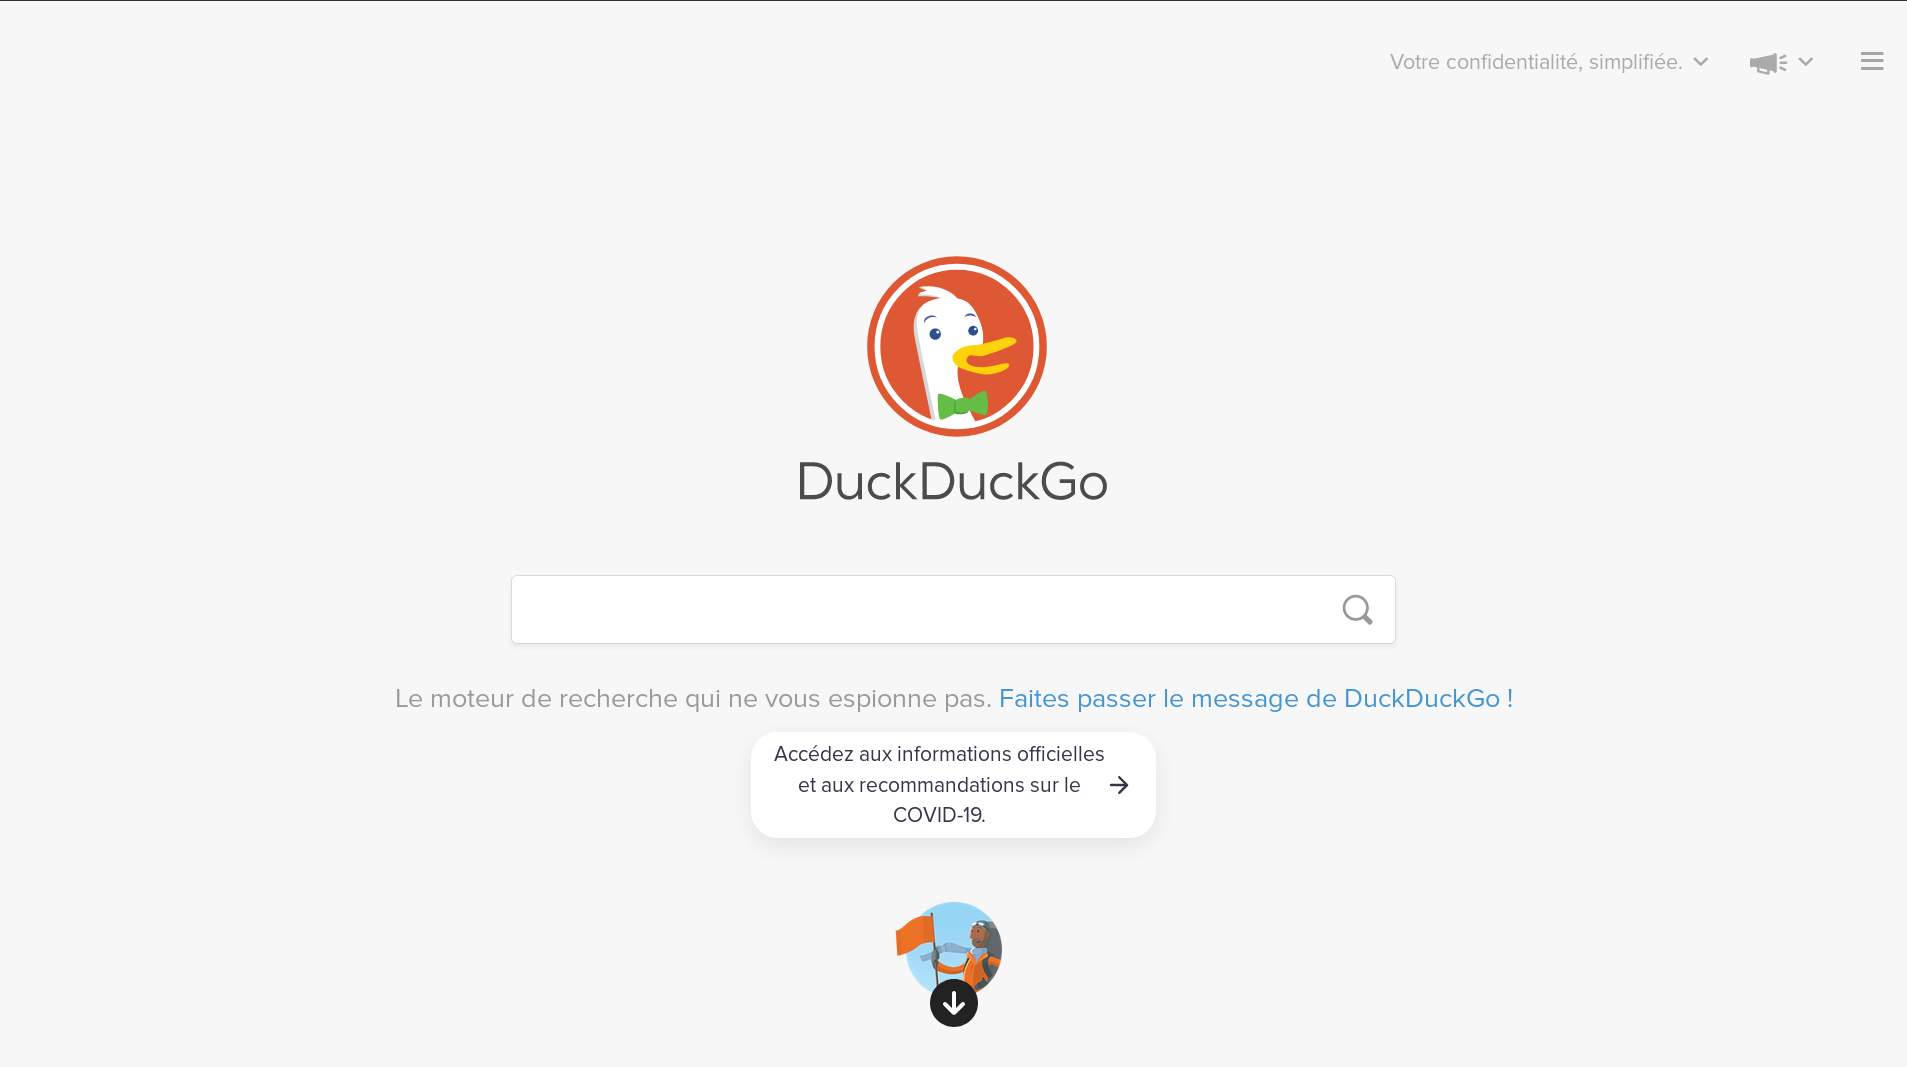 Votre confidentialité, simplifiée.
DuckDuckGo
Le moteur de recherche qui ne vous espionne pas. Faites passer le message de DuckDuckGo !
Accédez aux informations officielles
et aux recommandations sur le
COVID-19.